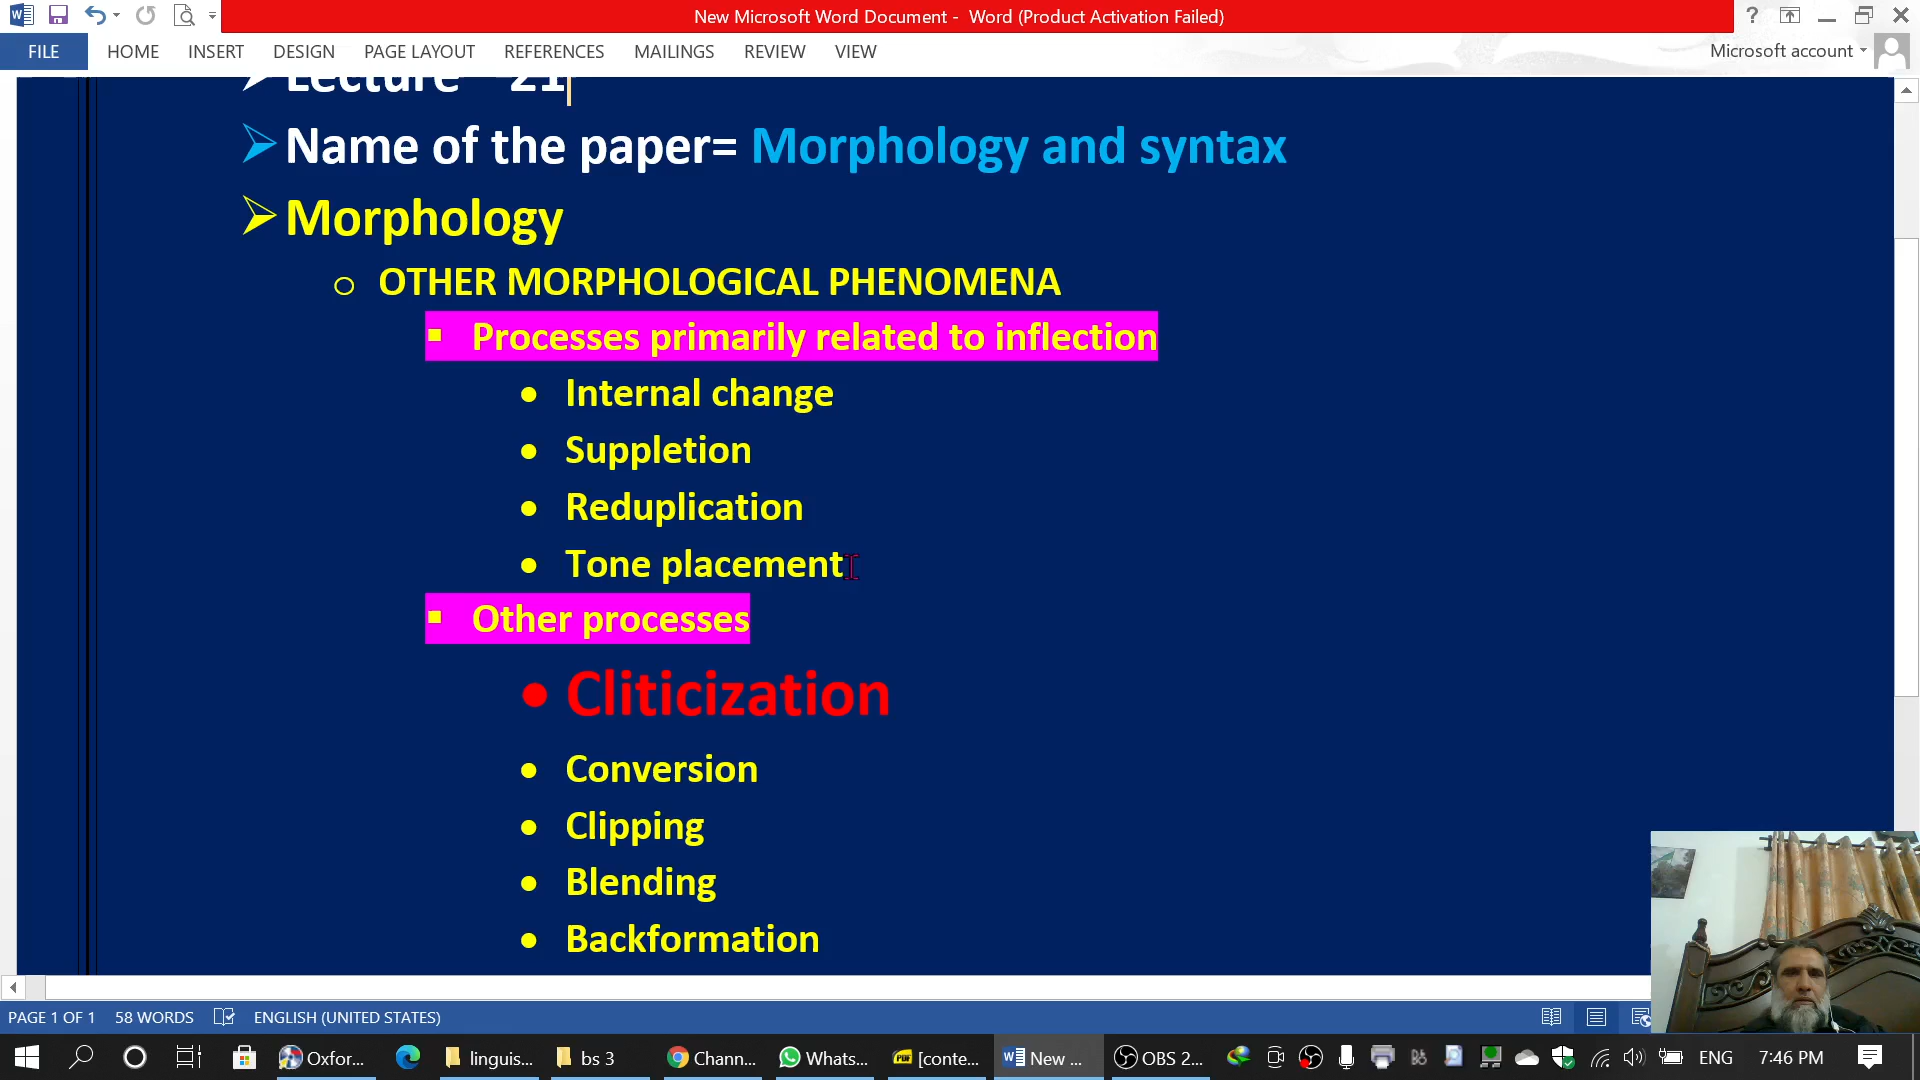 New Microsoft Word Document - Word (Product Activation Failed)
FILE HOME INSERT DESIGN PAGE LAYOUT REFERENCES MAILINGS REVIEW VIEW Microsoft account
Lecture 21
Name of the paper= Morphology and syntax
Morphology
OTHER MORPHOLOGICAL PHENOMENA
Processes primarily related to inflection
Internal change
Suppletion
Reduplication
Tone placement
Other processes
Cliticization
Conversion
Clipping
Blending
Backformation
PAGE 1 OF 1 58 WORDS ENGLISH (UNITED STATES)
Oxfor... linguis... bs 3 Chann... Whats... [conte... New ... OBS 2... ENG 7:46 PM